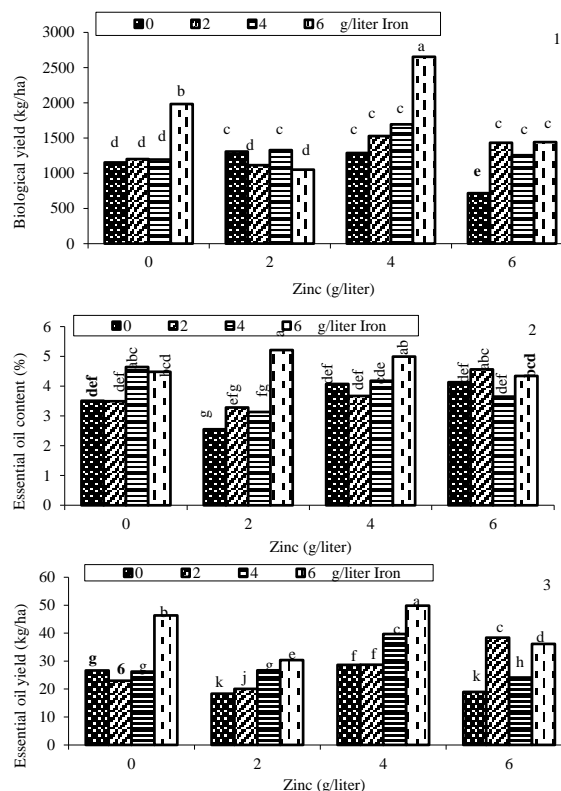 0 2 4 6 g/liter Iron
1
Biological yield (kg/ha)
3000
2500
2000
1500
1000
500
0
d d d b
c d c d
c c c a
e c c c
0 2 4 6
Zinc (g/liter)
0 2 4 6 g/liter Iron
2
Essential oil content (%)
6
5
4
3
2
1
0
def def abc bcd
g efg fg a
def def cde ab
def abc def bcd
0 2 4 6
Zinc (g/liter)
0 2 4 6 g/liter Iron
3
Essential oil yield (kg/ha)
60
50
40
30
20
10
0
g 6 g b
k j g e
f f c a
k c h d
0 2 4 6
Zinc (g/liter)